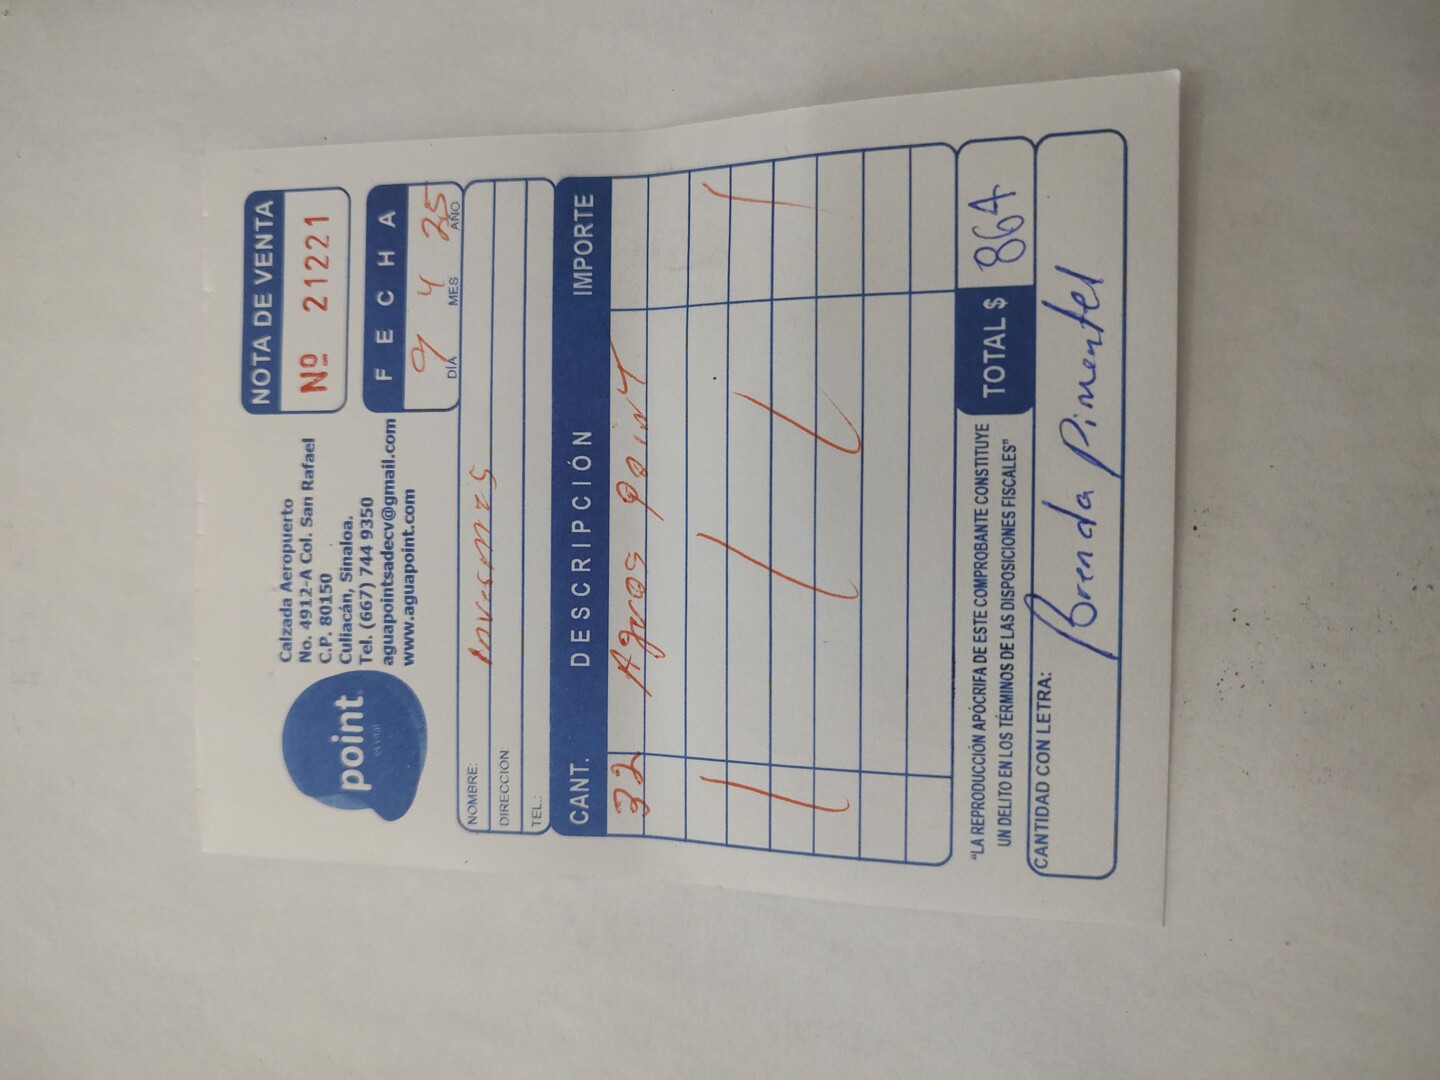 point
es vital
Calzada Aeropuerto
No. 4912-A Col. San Rafael
C.P. 80150
Culiacán, Sinaloa.
Tel. (667) 744 9350
aguapointsadecv@gmail.com
www.aguapoint.com
NOTA DE VENTA
Nº 21221
FECHA
9 4 25
DÍA MES AÑO
NOMBRE:
DIRECCIÓN
TEL.:
CANT. DESCRIPCIÓN IMPORTE
32 Aguas point
"LA REPRODUCCIÓN APÓCRIFA DE ESTE COMPROBANTE CONSTITUYE
UN DELITO EN LOS TÉRMINOS DE LAS DISPOSICIONES FISCALES"
TOTAL $ 864
CANTIDAD CON LETRA:
Brenda Pimentel